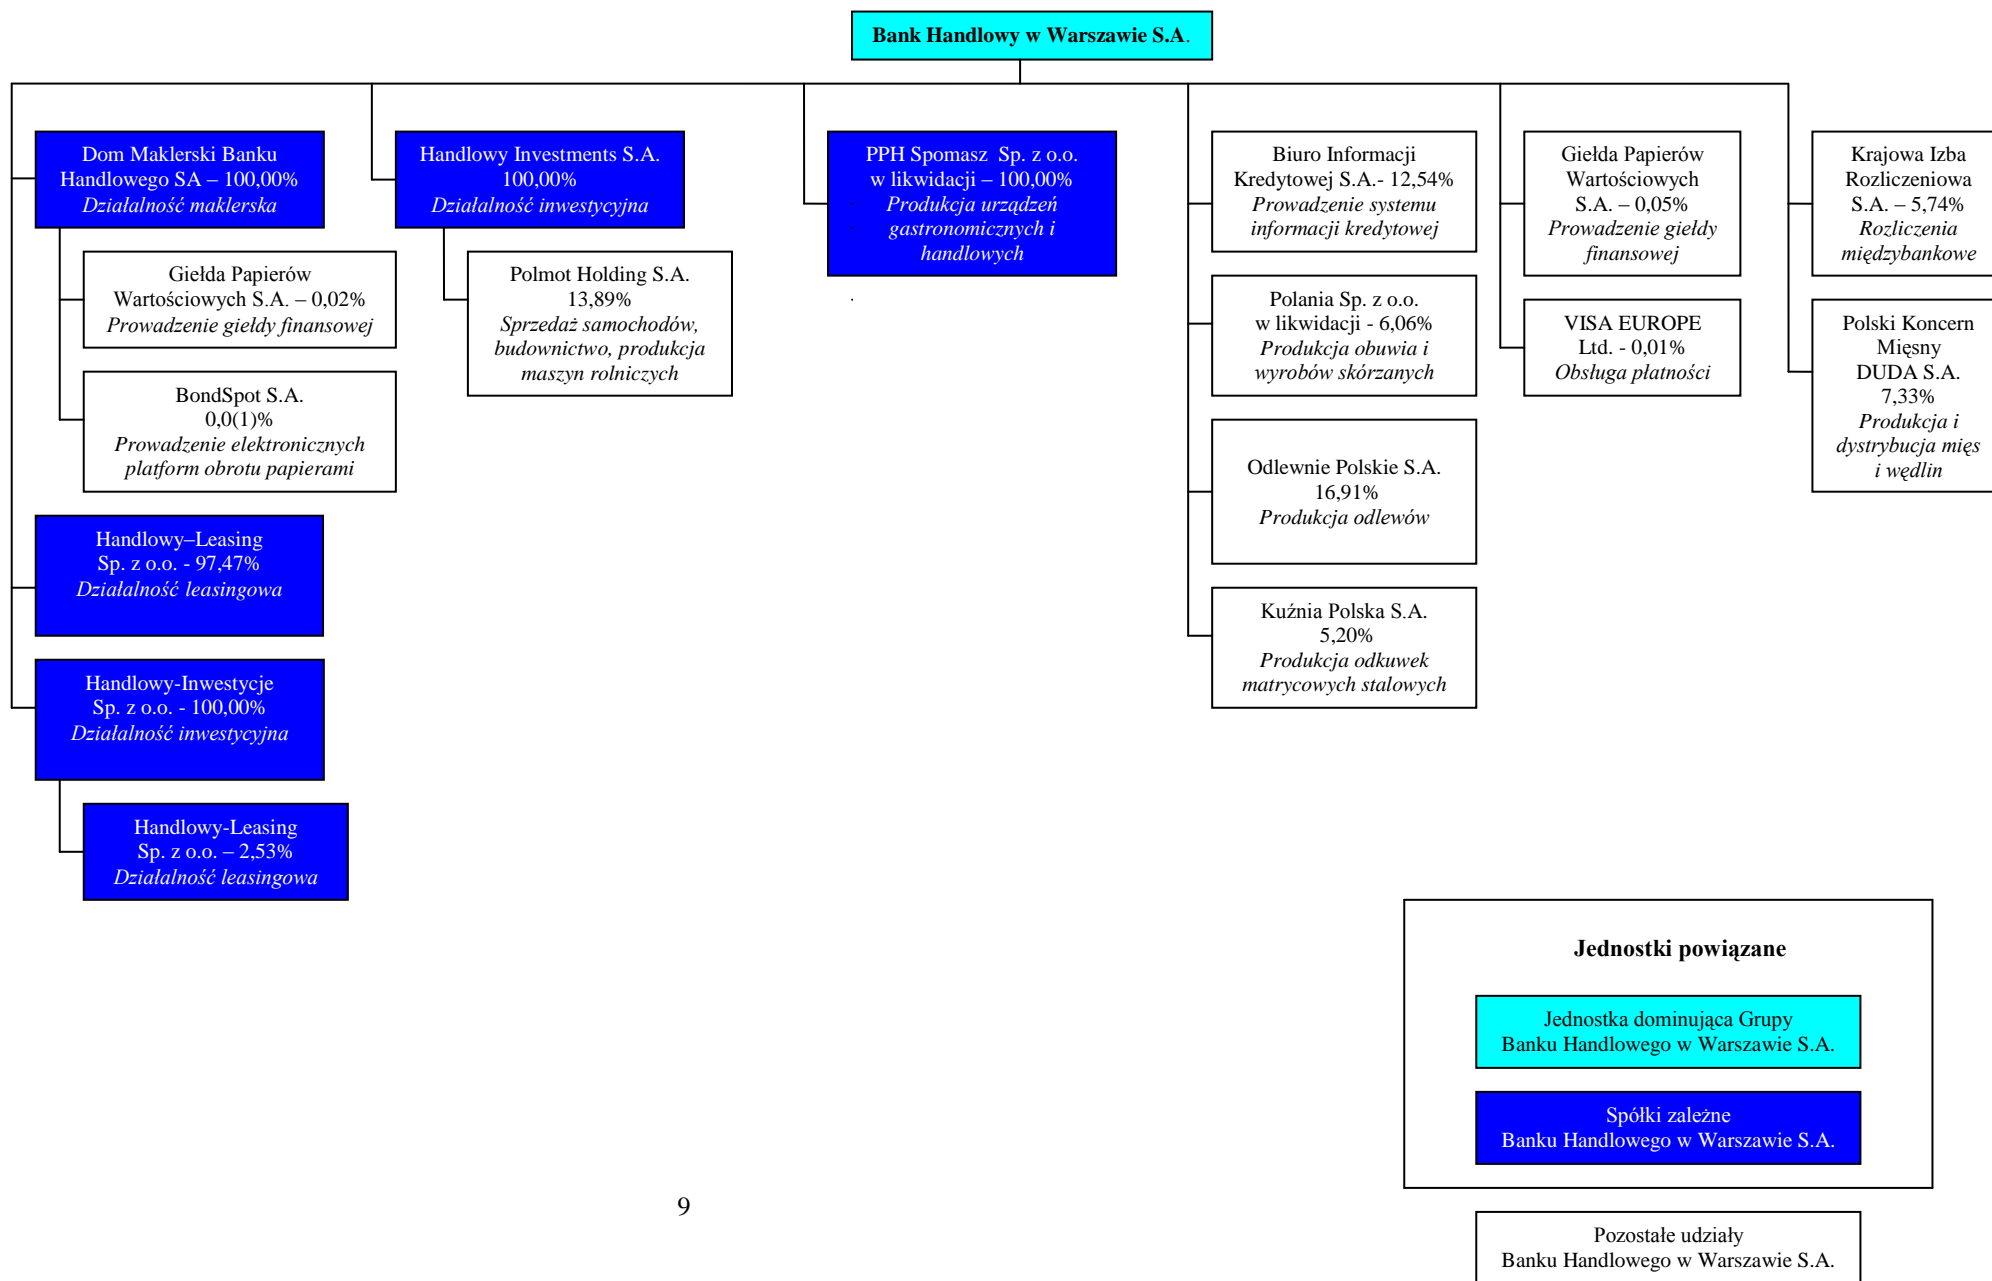 Bank Handlowy w Warszawie S.A.
Dom Maklerski Banku
Handlowego SA – 100,00%
Działalność maklerska
Giełda Papierów
Wartościowych S.A. – 0,02%
Prowadzenie giełdy finansowej
BondSpot S.A.
0,0(1)%
Prowadzenie elektronicznych
platform obrotu papierami
Handlowy–Leasing
Sp. z o.o. - 97,47%
Działalność leasingowa
Handlowy-Inwestycje
Sp. z o.o. - 100,00%
Działalność inwestycyjna
Handlowy-Leasing
Sp. z o.o. – 2,53%
Działalność leasingowa
Handlowy Investments S.A.
100,00%
Działalność inwestycyjna
Polmot Holding S.A.
13,89%
Sprzedaż samochodów,
budownictwo, produkcja
maszyn rolniczych
PPH Spomasz Sp. z o.o.
w likwidacji – 100,00%
Produkcja urządzeń
gastronomicznych i
handlowych
Biuro Informacji
Kredytowej S.A.- 12,54%
Prowadzenie systemu
informacji kredytowej
Polania Sp. z o.o.
w likwidacji - 6,06%
Produkcja obuwia i
wyrobów skórzanych
Odlewnie Polskie S.A.
16,91%
Produkcja odlewów
Kuźnia Polska S.A.
5,20%
Produkcja odkuwek
matrycowych stalowych
Giełda Papierów
Wartościowych
S.A. – 0,05%
Prowadzenie giełdy
finansowej
VISA EUROPE
Ltd. - 0,01%
Obsługa płatności
Krajowa Izba
Rozliczeniowa
S.A. – 5,74%
Rozliczenia
międzybankowe
Polski Koncern
Mięsny
DUDA S.A.
7,33%
Produkcja i
dystrybucja mięs
i wędlin
Jednostki powiązane
Jednostka dominująca Grupy
Banku Handlowego w Warszawie S.A.
Spółki zależne
Banku Handlowego w Warszawie S.A.
Pozostałe udziały
Banku Handlowego w Warszawie S.A.
9